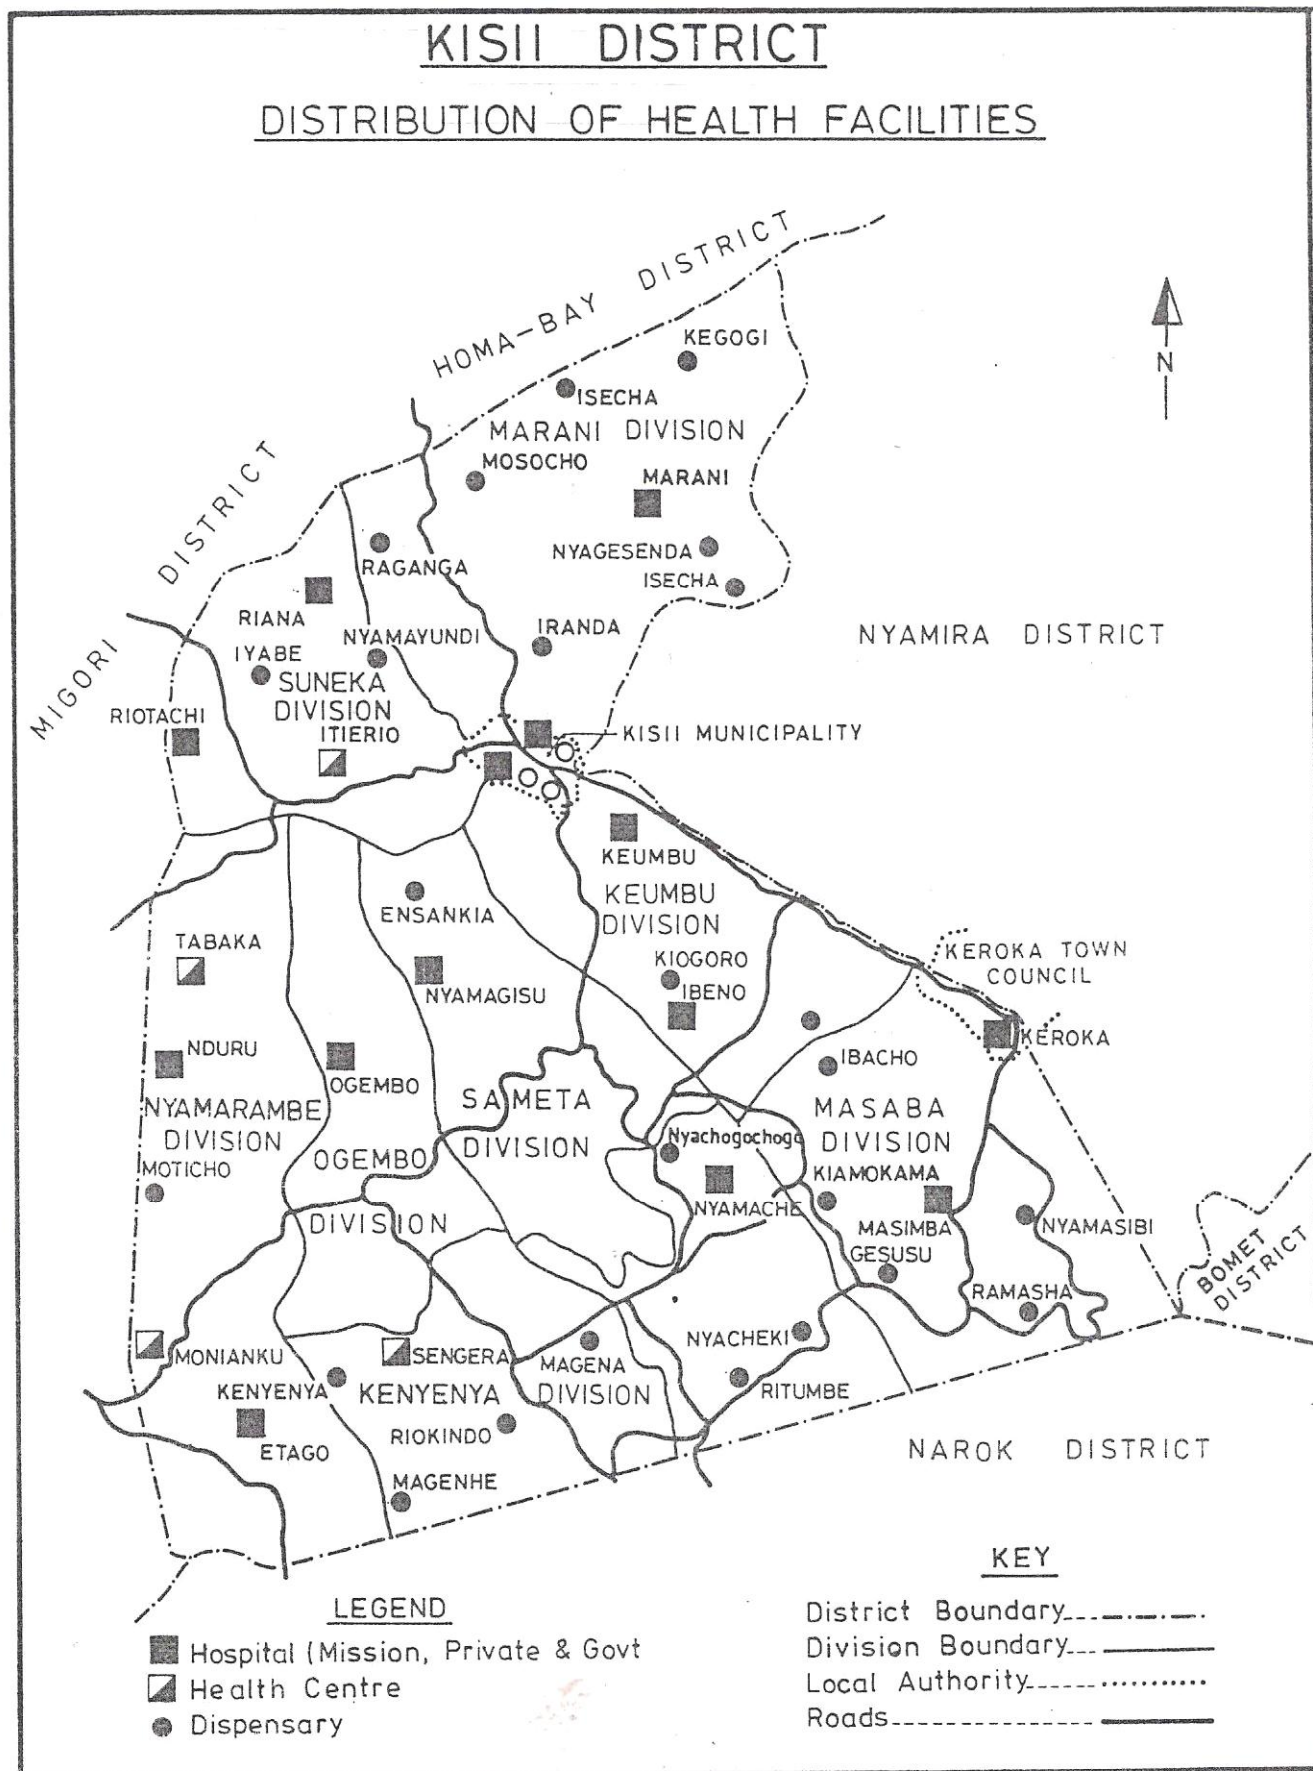 KISII DISTRICT
DISTRIBUTION OF HEALTH FACILITIES
HOMA-BAY DISTRICT
KEGOGI
ISECHA
MARANI DIVISION
MOSOCHO
MARANI
N
MIGORI DISTRICT
NYAGESENDA
RAGANGA
ISECHA
RIANA
NYAMAYUNDI
IRANDA
NYAMIRA DISTRICT
IYABE
SUNEKA
DIVISION
RIOTACHI
ITIERIO
KISII MUNICIPALITY
KEUMBU
KEUMBU
DIVISION
ENSANKIA
TABAKA
KEROKA TOWN
COUNCIL
KIOGORO
IBENO
NYAMAGISU
KEROKA
NDURU
IBACHO
OGEMBO
SAMETA
DIVISION
NYAMARAMBE
DIVISION
MASABA
DIVISION
Nyachogochogo
OGEMBO
DIVISION
MOTICHO
KIAMOKAMA
NYAMACHE
MASIMBA
NYAMASIBI
GESUSU
BOMET
DISTRICT
RAMASHA
NYACHEKI
MONIANKU
SENGERA
MAGENA
DIVISION
KENYENYA
KENYENYA
RITUMBE
RIOKINDO
ETAGO
NAROK DISTRICT
MAGENHE
LEGEND
Hospital (Mission, Private & Govt
Health Centre
Dispensary
KEY
District Boundary
Division Boundary
Local Authority
Roads